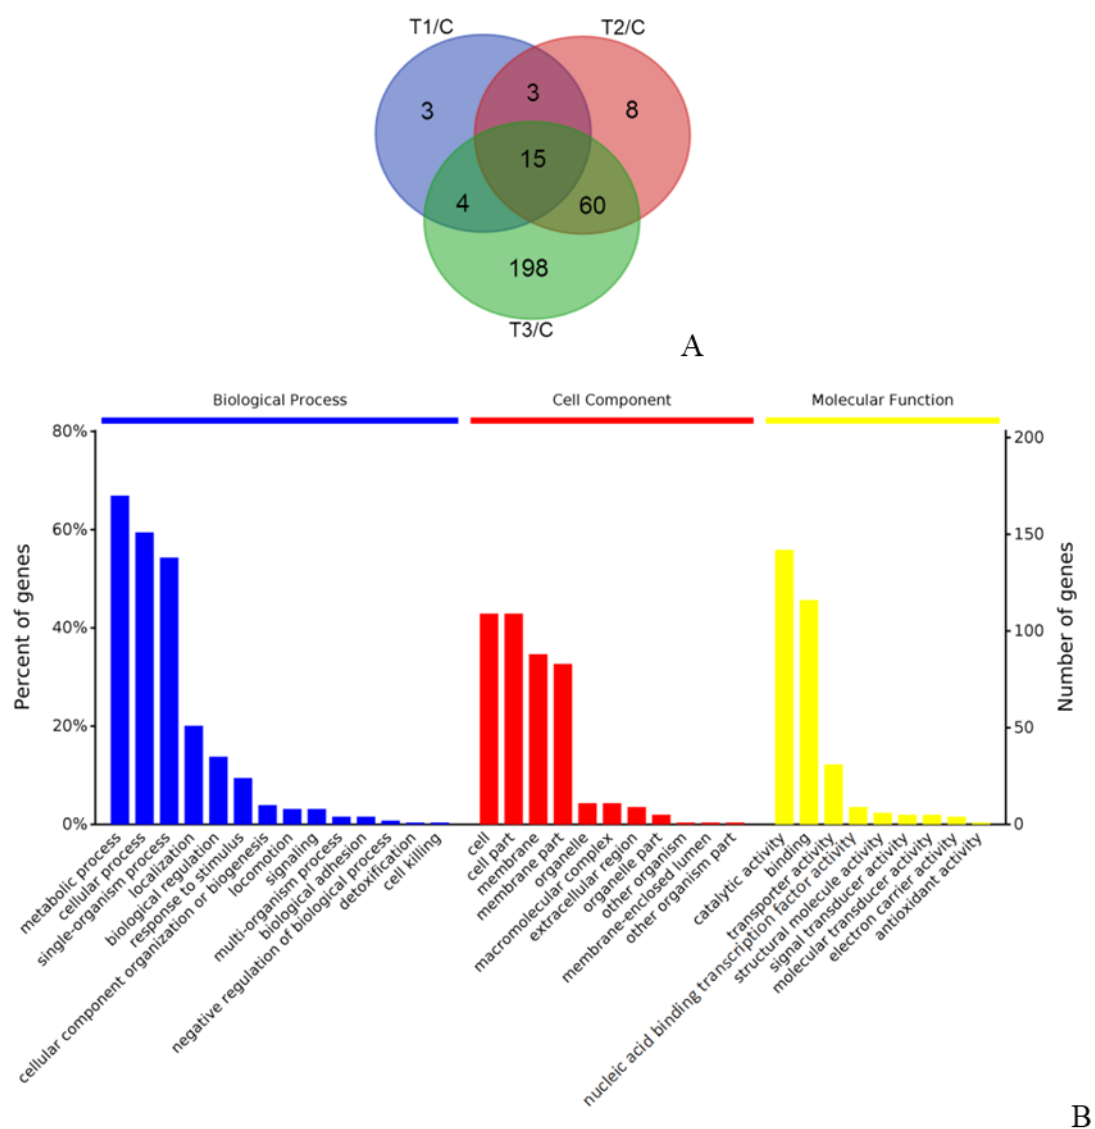 T1/C
T2/C
3
3
8
15
4
60
198
T3/C
A
Biological Process
Cell Component
Molecular Function
80%
60%
40%
20%
0%
Percent of genes
200
150
100
50
0
Number of genes
metabolic process
cellular process
single-organism process
localization
biological regulation
response to stimulus
cellular component organization or biogenesis
locomotion
signaling
multi-organism process
biological adhesion
negative regulation of biological process
detoxification
cell killing
cell
cell part
membrane
membrane part
organelle
macromolecular complex
extracellular region
organelle part
other organism
membrane-enclosed lumen
other organism part
catalytic activity
binding
transporter activity
nucleic acid binding transcription factor activity
structural molecule activity
signal transducer activity
molecular transducer activity
electron carrier activity
antioxidant activity
B